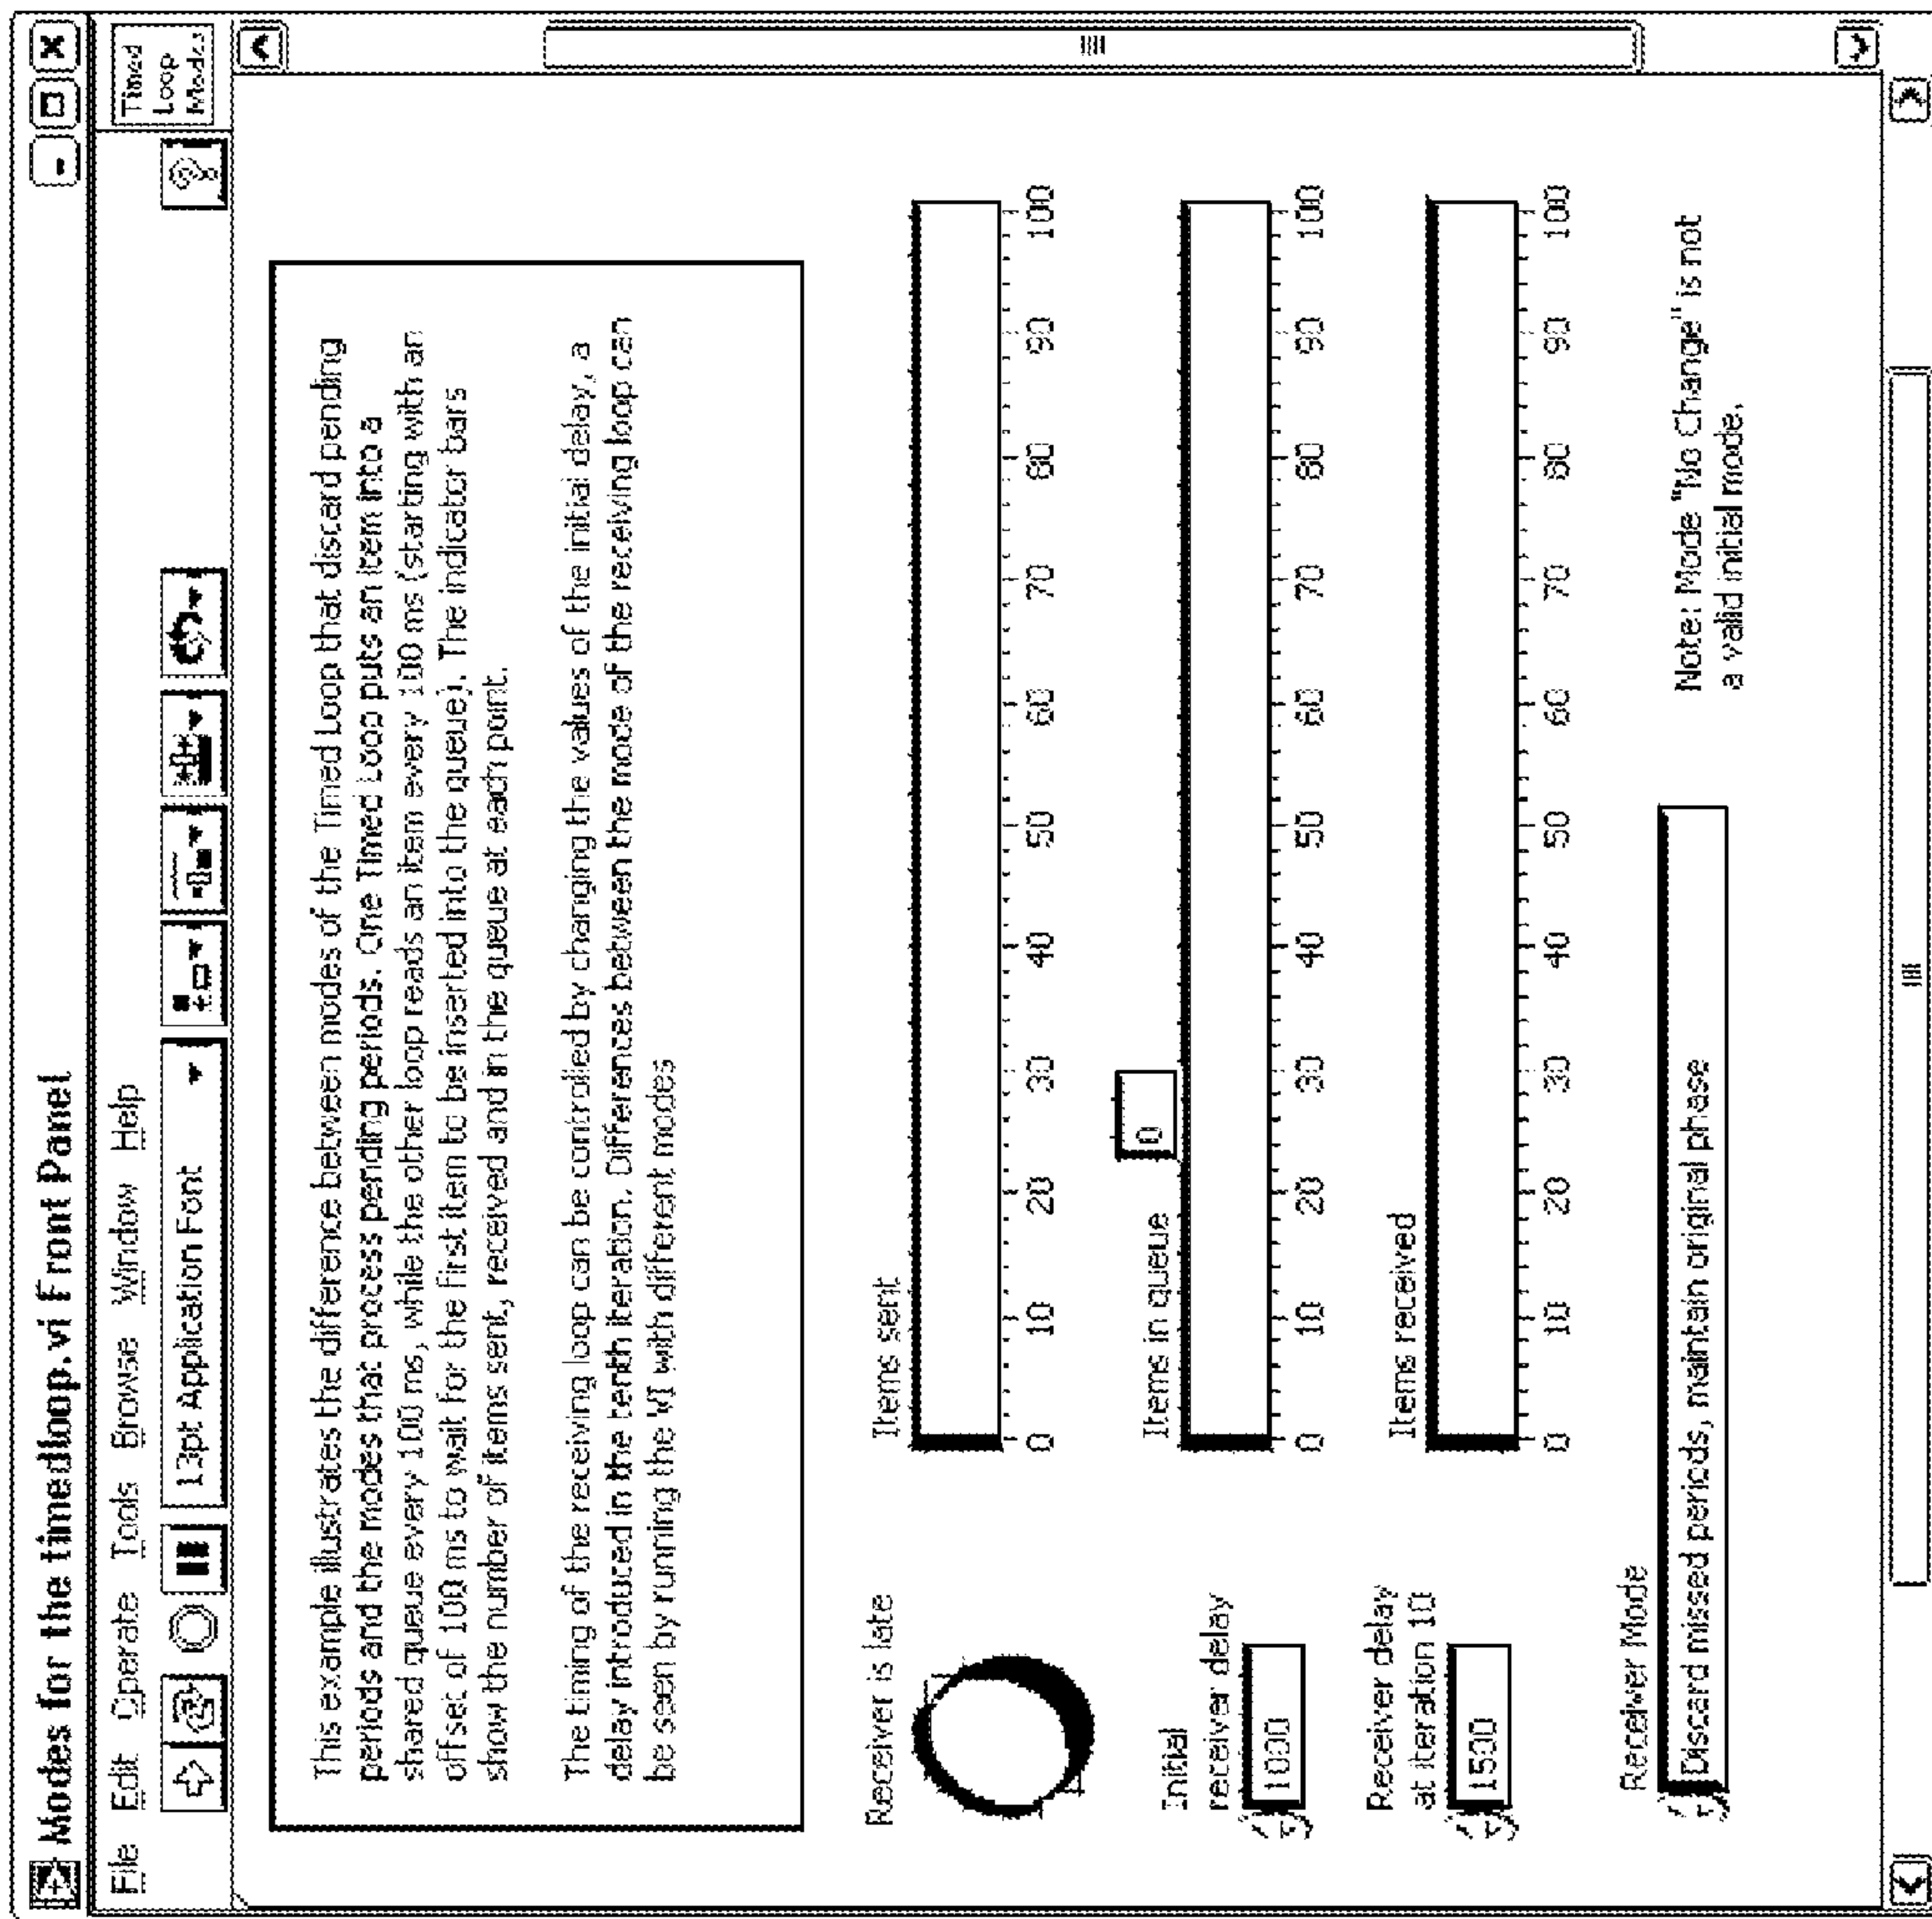 Modes for the timedloop.vi Front Panel
File Edit Operate Tools Browse Window Help
13pt Application Font
Timed
Loop
Modes
This example illustrates the difference between modes of the Timed Loop that discard pending
periods and the modes that process pending periods. One Timed Loop puts an item into a
shared queue every 100 ms, while the other loop reads an item every 100 ms (starting with an
offset of 100 ms to wait for the first item to be inserted into the queue). The indicator bars
show the number of items sent, received and in the queue at each point.
The timing of the receiving loop can be controlled by changing the values of the initial delay, a
delay introduced in the tenth iteration. Differences between the mode of the receiving loop can
be seen by running the VI with different modes
Receiver is late
Items sent
0 10 20 30 40 50 60 70 80 90 100
Initial
receiver delay
1000
Items in queue
0
0 10 20 30 40 50 60 70 80 90 100
Receiver delay
at iteration 10
1500
Items received
0 10 20 30 40 50 60 70 80 90 100
Receiver Mode
Discard missed periods, maintain original phase
Note: Mode "No Change" is not
a valid initial mode.